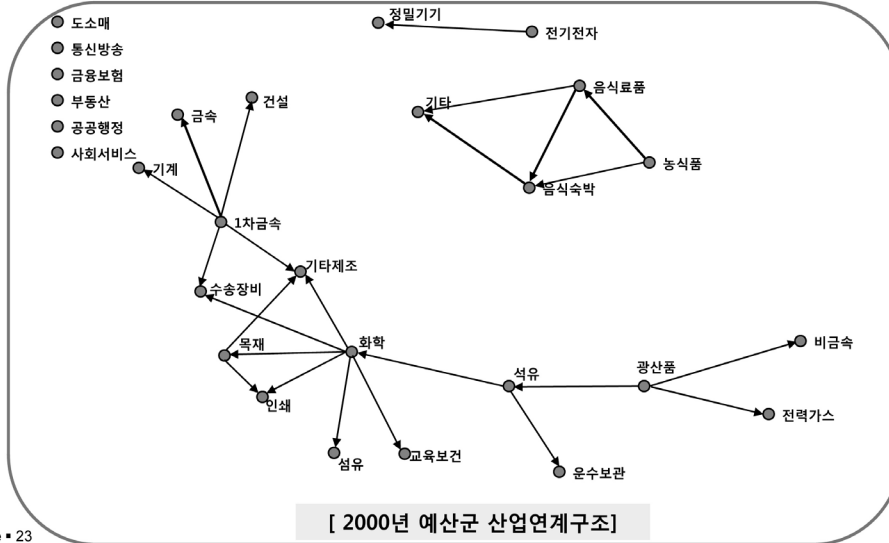 도소매
통신방송
금융보험
부동산
공공행정
사회서비스
정밀기기
전기전자
음식료품
기타
농식품
음식숙박
건설
금속
기계
1차금속
기타제조
수송장비
목재
화학
인쇄
섬유
교육보건
석유
광산품
비금속
전력가스
운수보관
[ 2000년 예산군 산업연계구조]
▪ 23